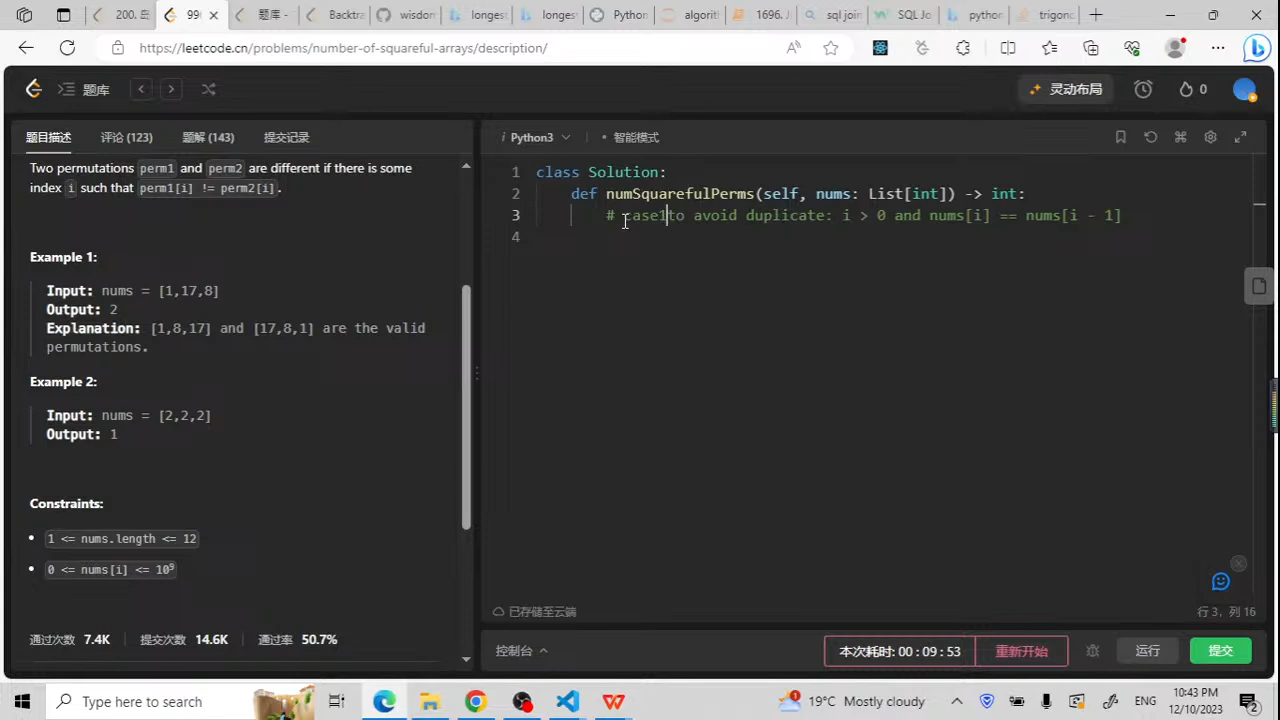 200. 岛
99
题库 -
Backtra
wisdom
longest
longest
Python
algorit
1696. J
sql join
SQL Jo
python
trigono
https://leetcode.cn/problems/number-of-squareful-arrays/description/
题库
灵动布局
0
题目描述
评论 (123)
题解 (143)
提交记录
Two permutations perm1 and perm2 are different if there is some
index i such that perm1[i] != perm2[i].
Example 1:
Input: nums = [1,17,8]
Output: 2
Explanation: [1,8,17] and [17,8,1] are the valid
permutations.
Example 2:
Input: nums = [2,2,2]
Output: 1
Constraints:
1 <= nums.length <= 12
0 <= nums[i] <= 10⁹
通过次数 7.4K
提交次数 14.6K
通过率 50.7%
i Python3
• 智能模式
1 class Solution:
2 def numSquarefulPerms(self, nums: List[int]) -> int:
3 # case1to avoid duplicate: i > 0 and nums[i] == nums[i - 1]
4
已存储至云端
行 3，列 16
控制台
本次耗时: 00 : 09 : 53
重新开始
运行
提交
Type here to search
1
19°C Mostly cloudy
ENG
10:43 PM
12/10/2023
2